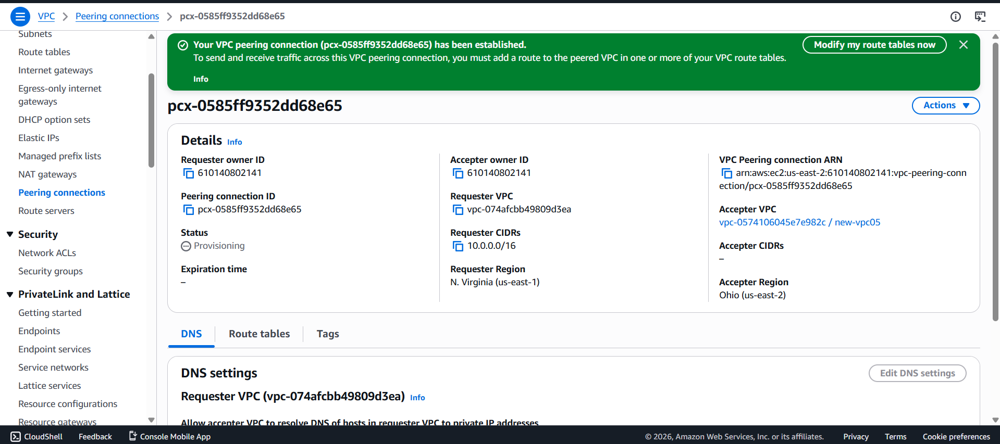 VPC > Peering connections > pcx-0585ff9352dd68e65
Subnets
Route tables
Internet gateways
Egress-only internet
gateways
DHCP option sets
Elastic IPs
Managed prefix lists
NAT gateways
Peering connections
Route servers
Security
Network ACLs
Security groups
PrivateLink and Lattice
Getting started
Endpoints
Endpoint services
Service networks
Lattice services
Resource configurations
Resource gateways
Your VPC peering connection (pcx-0585ff9352dd68e65) has been established.
To send and receive traffic across this VPC peering connection, you must add a route to the peered VPC in one or more of your VPC route tables.
Info
Modify my route tables now
pcx-0585ff9352dd68e65
Actions
Details Info
Requester owner ID
610140802141
Peering connection ID
pcx-0585ff9352dd68e65
Status
Provisioning
Expiration time
–
Accepter owner ID
610140802141
Requester VPC
vpc-074afcbb49809d3ea
Requester CIDRs
10.0.0.0/16
Requester Region
N. Virginia (us-east-1)
VPC Peering connection ARN
arn:aws:ec2:us-east-2:610140802141:vpc-peering-conn
ection/pcx-0585ff9352dd68e65
Accepter VPC
vpc-0574106045e7e982c / new-vpc05
Accepter CIDRs
–
Accepter Region
Ohio (us-east-2)
DNS
Route tables
Tags
DNS settings
Edit DNS settings
Requester VPC (vpc-074afcbb49809d3ea) Info
Allow accepter VPC to resolve DNS of hosts in requester VPC to private IP addresses
CloudShell
Feedback
Console Mobile App
© 2026, Amazon Web Services, Inc. or its affiliates.
Privacy
Terms
Cookie preferences